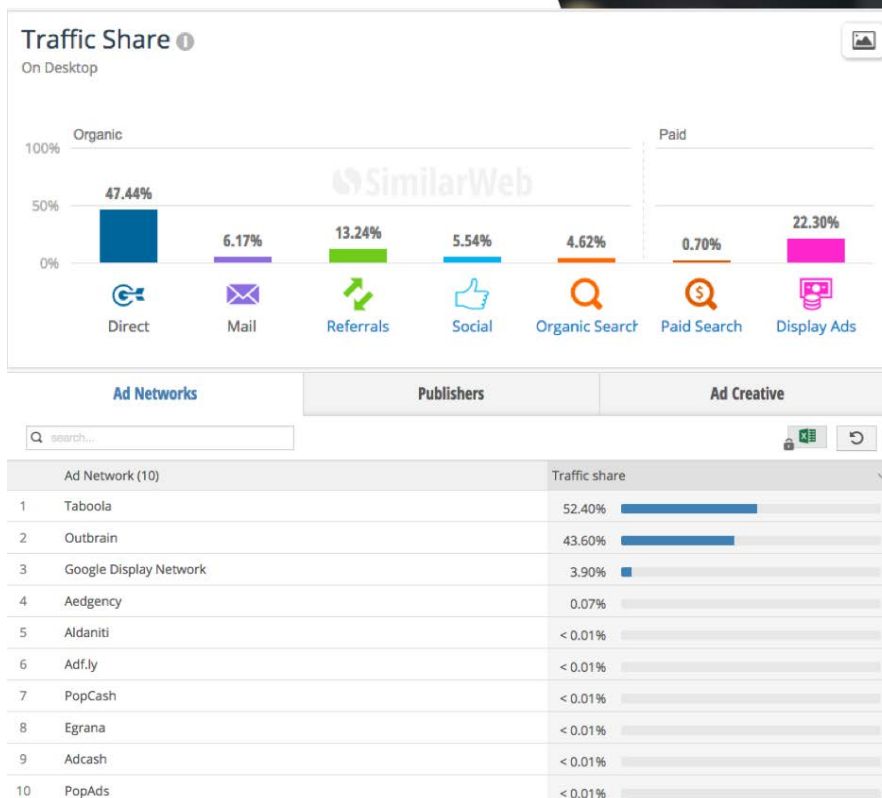 Traffic Share
On Desktop
Organic
Paid
100%
50%
0%
SimilarWeb
47.44%
6.17%
13.24%
5.54%
4.62%
0.70%
22.30%
Direct
Mail
Referrals
Social
Organic Search
Paid Search
Display Ads
Ad Networks
Publishers
Ad Creative
search...
Ad Network (10) Traffic share
1 Taboola 52.40%
2 Outbrain 43.60%
3 Google Display Network 3.90%
4 Aedgency 0.07%
5 Aldaniti < 0.01%
6 Adf.ly < 0.01%
7 PopCash < 0.01%
8 Egrana < 0.01%
9 Adcash < 0.01%
10 PopAds < 0.01%